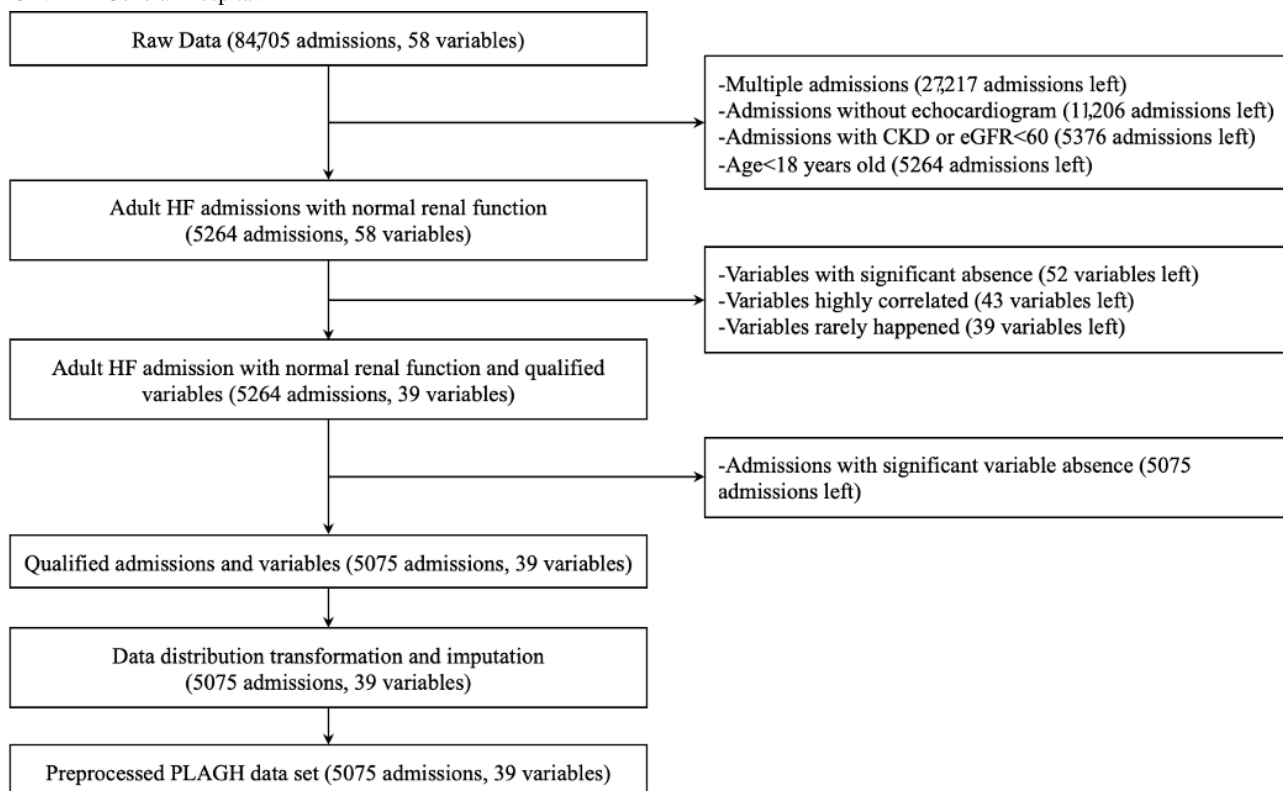 Raw Data (84,705 admissions, 58 variables)
-Multiple admissions (27,217 admissions left)
-Admissions without echocardiogram (11,206 admissions left)
-Admissions with CKD or eGFR<60 (5376 admissions left)
-Age<18 years old (5264 admissions left)
Adult HF admissions with normal renal function
(5264 admissions, 58 variables)
-Variables with significant absence (52 variables left)
-Variables highly correlated (43 variables left)
-Variables rarely happened (39 variables left)
Adult HF admission with normal renal function and qualified
variables (5264 admissions, 39 variables)
-Admissions with significant variable absence (5075
admissions left)
Qualified admissions and variables (5075 admissions, 39 variables)
Data distribution transformation and imputation
(5075 admissions, 39 variables)
Preprocessed PLAGH data set (5075 admissions, 39 variables)